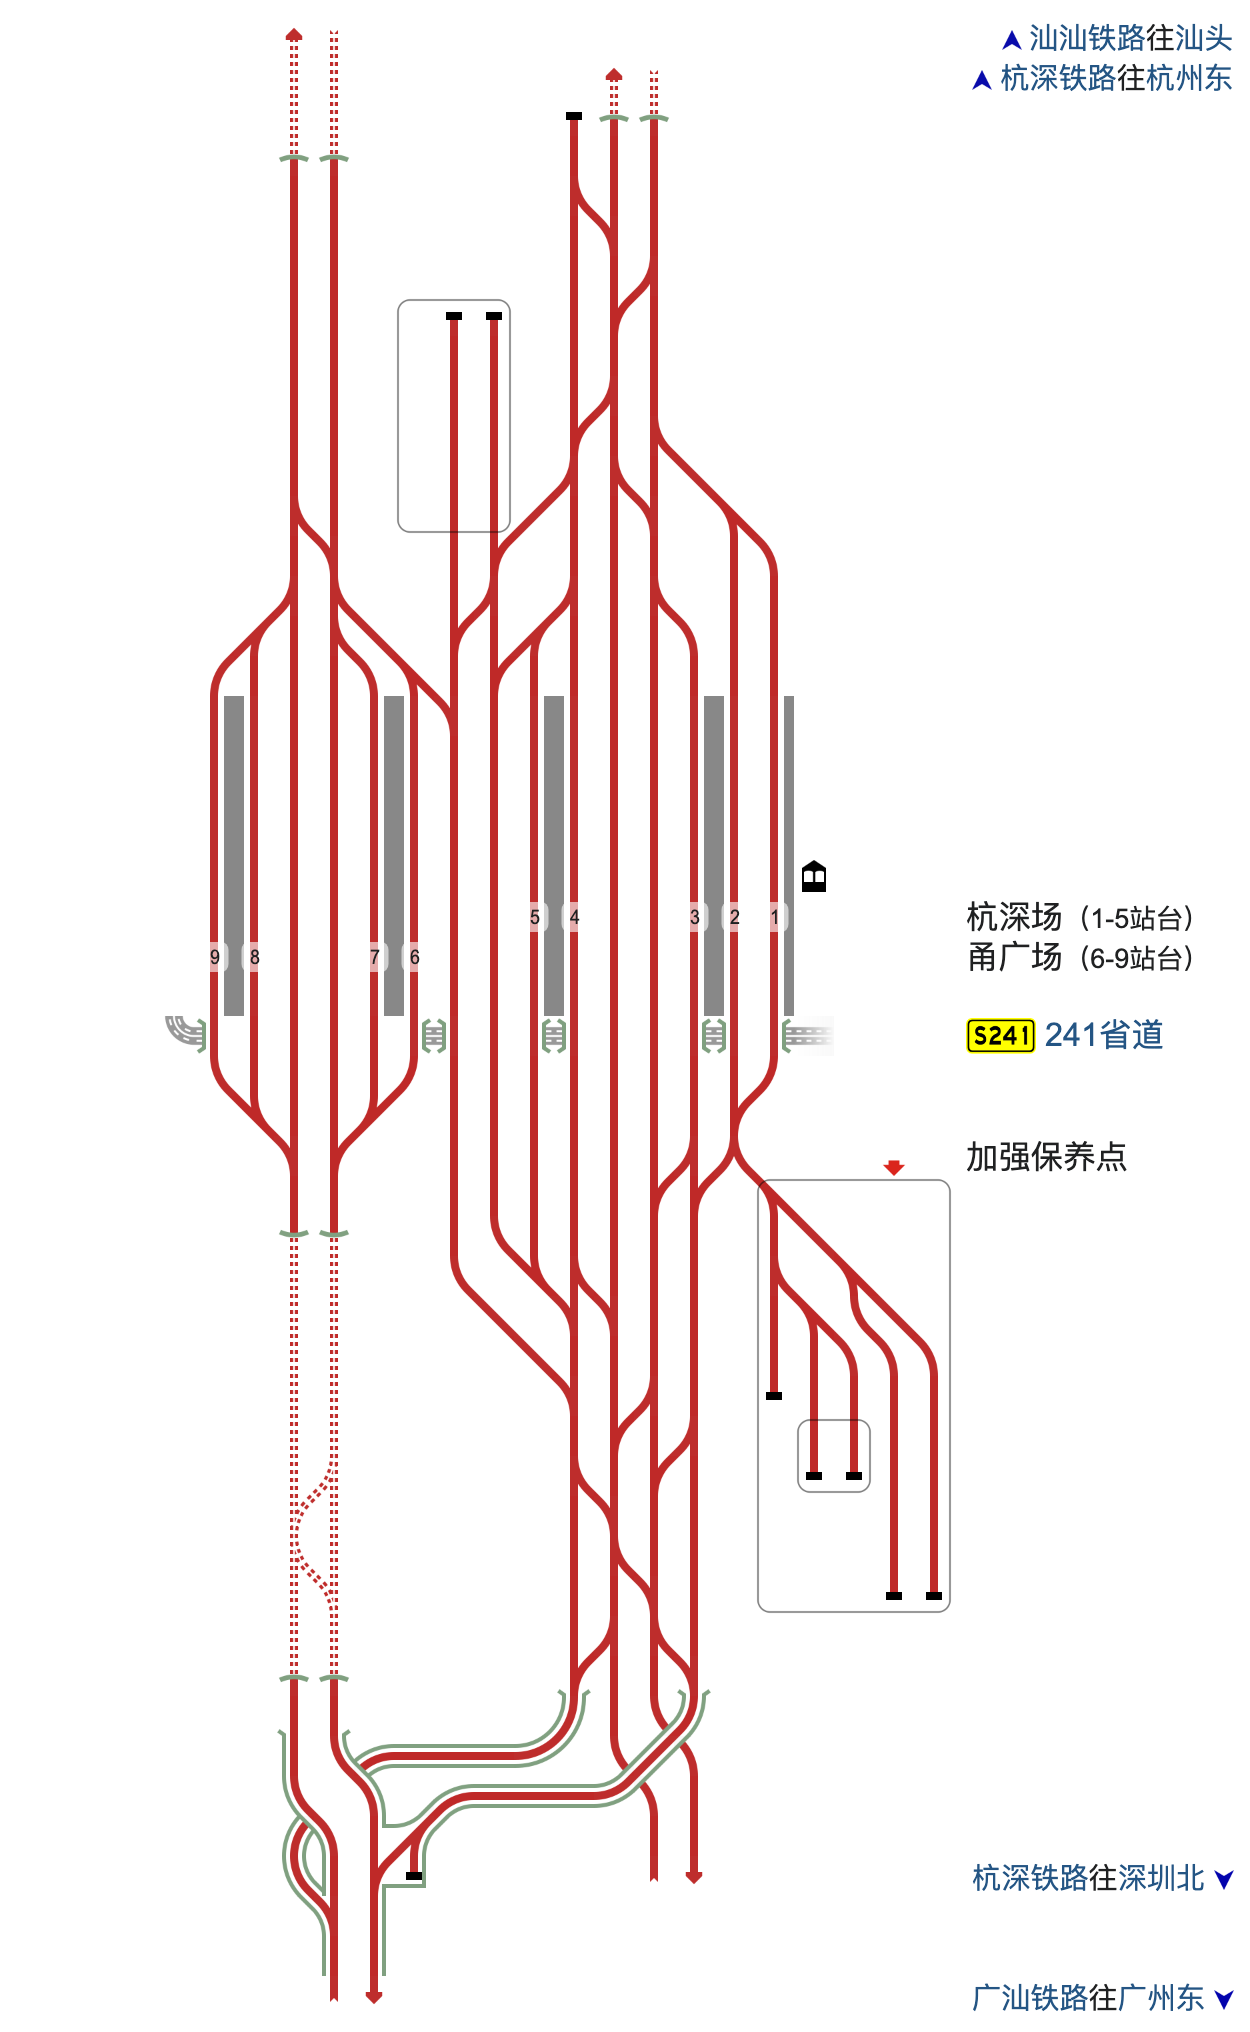 汕汕铁路往汕头
杭深铁路往杭州东
5 4 3 2 1
杭深场（1-5站台）
9 8 7 6
甬广场（6-9站台）
S241 241省道
加强保养点
杭深铁路往深圳北
广汕铁路往广州东